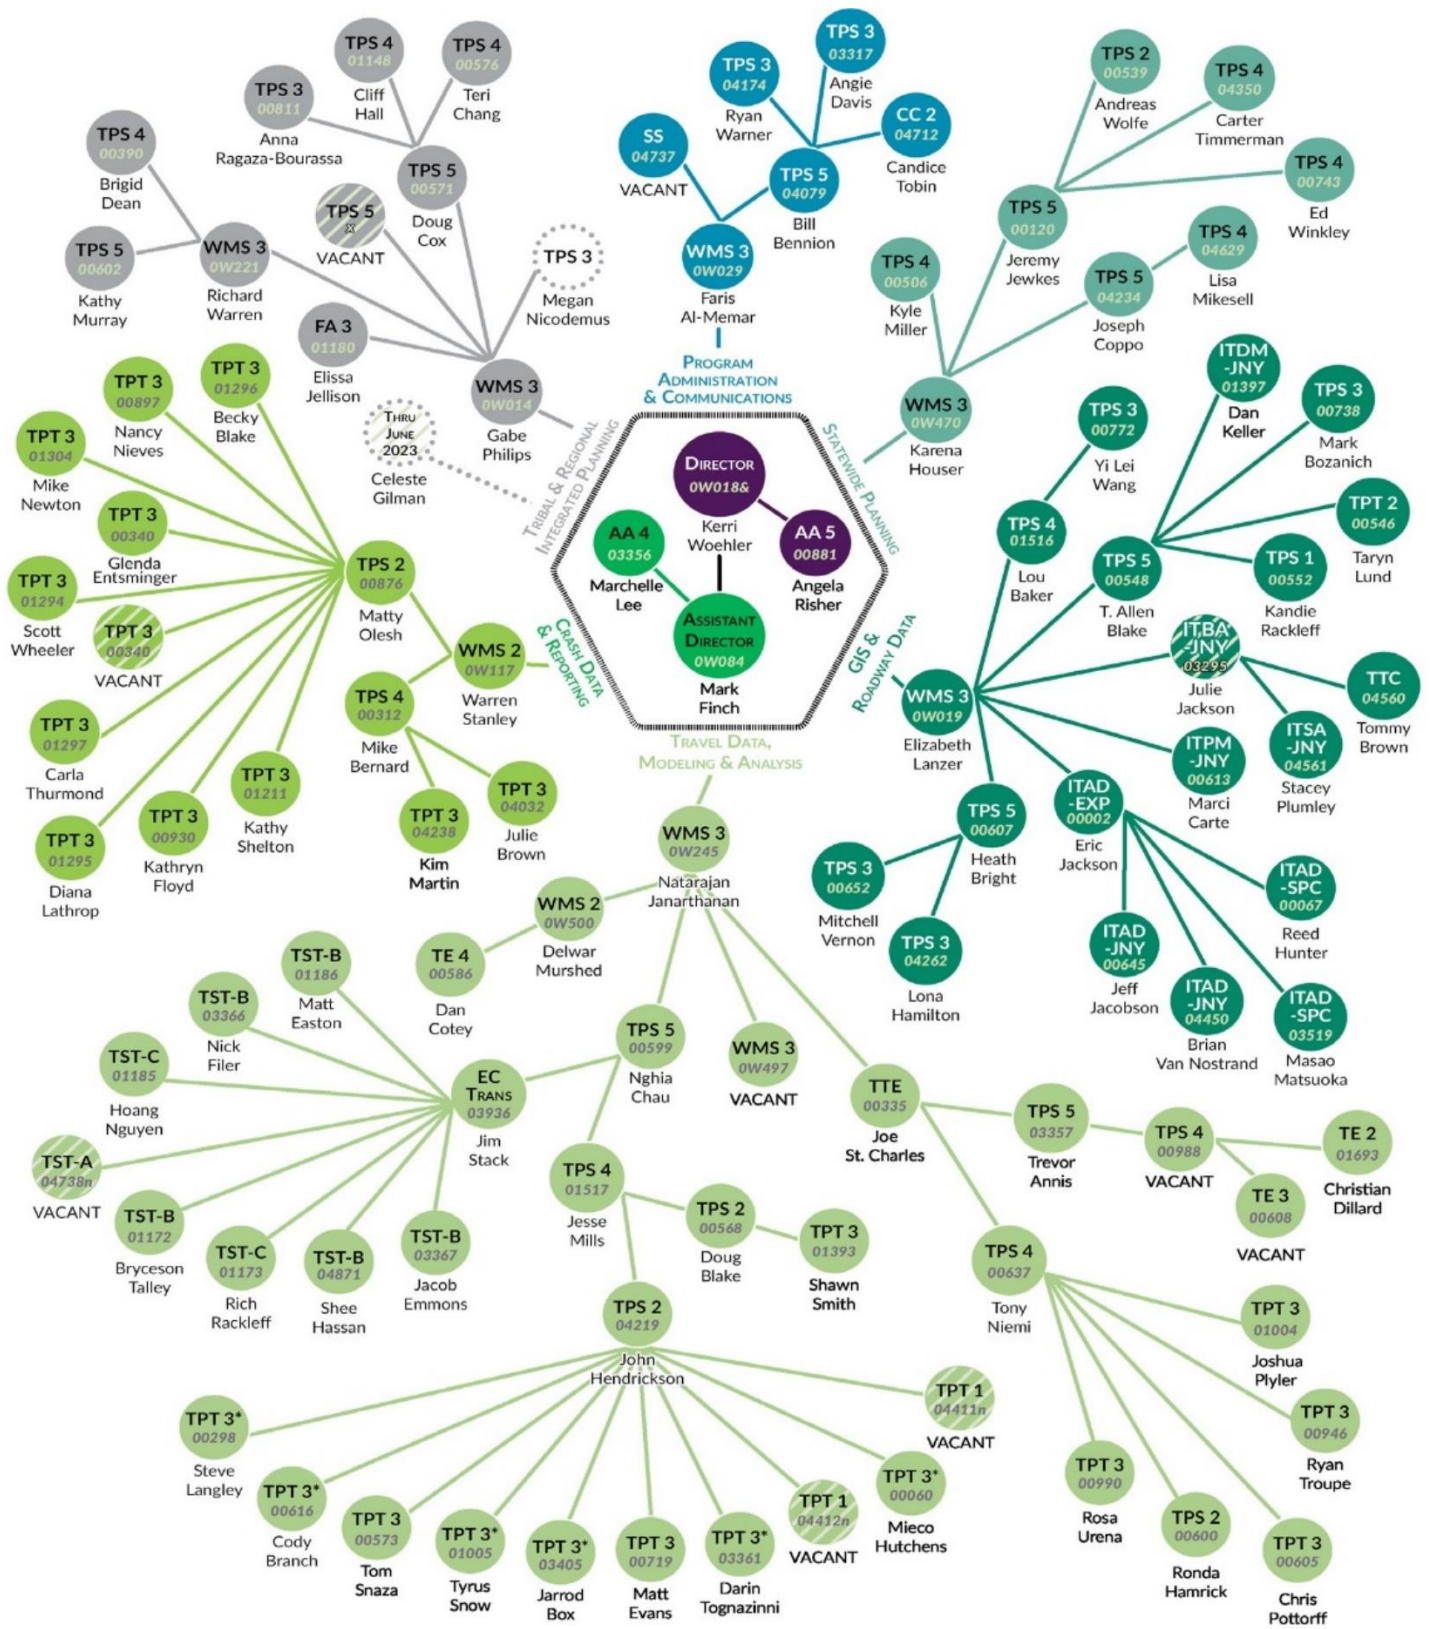 TPS 4
01148
Cliff
Hall
TPS 4
00576
Teri
Chang
TPS 3
00811
Anna
Ragaza-Bourassa
TPS 4
00390
Brigid
Dean
TPS 5
00571
Doug
Cox
TPS 5
X
VACANT
TPS 5
00602
Kathy
Murray
WMS 3
0W221
Richard
Warren
TPS 3
Megan
Nicodemus
FA 3
01180
Elissa
Jellison
WMS 3
0W014
Gabe
Philips
THRU
JUNE
2023
Celeste
Gilman
TRIBAL & REGIONAL
INTEGRATED PLANNING
TPS 3
04174
Ryan
Warner
TPS 3
03317
Angie
Davis
CC 2
04712
Candice
Tobin
SS
04737
VACANT
TPS 5
04079
Bill
Bennion
WMS 3
0W029
Faris
Al-Memar
PROGRAM
ADMINISTRATION
& COMMUNICATIONS
TPS 2
00539
Andreas
Wolfe
TPS 4
04350
Carter
Timmerman
TPS 4
00743
Ed
Winkley
TPS 5
00120
Jeremy
Jewkes
TPS 4
04629
Lisa
Mikesell
TPS 4
00506
Kyle
Miller
TPS 5
04234
Joseph
Coppo
WMS 3
0W470
Karena
Houser
STATEWIDE PLANNING
DIRECTOR
0W018&
Kerri
Woehler
AA 4
03356
Marchelle
Lee
AA 5
00881
Angela
Risher
ASSISTANT
DIRECTOR
0W084
Mark
Finch
TPT 3
00897
Nancy
Nieves
TPT 3
01296
Becky
Blake
TPT 3
01304
Mike
Newton
TPT 3
00340
Glenda
Entsminger
TPT 3
01294
Scott
Wheeler
TPT 3
00340
VACANT
TPS 2
00876
Matty
Olesh
WMS 2
0W117
Warren
Stanley
CRASH DATA
& REPORTING
TPS 4
00312
Mike
Bernard
TPT 3
01297
Carla
Thurmond
TPT 3
01211
Kathy
Shelton
TPT 3
00930
Kathryn
Floyd
TPT 3
01295
Diana
Lathrop
TPT 3
04238
Kim
Martin
TPT 3
04032
Julie
Brown
GIS &
ROADWAY DATA
ITDM
-JNY
01397
Dan
Keller
TPS 3
00738
Mark
Bozanich
TPS 3
00772
Yi Lei
Wang
TPS 4
01516
Lou
Baker
TPS 5
00548
T. Allen
Blake
TPT 2
00546
Taryn
Lund
TPS 1
00552
Kandie
Rackleff
ITBA
-JNY
03295
Julie
Jackson
TTC
04560
Tommy
Brown
WMS 3
0W019
Elizabeth
Lanzer
ITPM
-JNY
00613
Marci
Carte
ITSA
-JNY
04561
Stacey
Plumley
TPS 5
00607
Heath
Bright
ITAD
-EXP
00002
Eric
Jackson
TPS 3
00652
Mitchell
Vernon
TPS 3
04262
Lona
Hamilton
ITAD
-SPC
00067
Reed
Hunter
ITAD
-JNY
00645
Jeff
Jacobson
ITAD
-JNY
04450
Brian
Van Nostrand
ITAD
-SPC
03519
Masao
Matsuoka
TRAVEL DATA,
MODELING & ANALYSIS
WMS 3
0W245
Natarajan
Janarthanan
WMS 2
0W500
Delwar
Murshed
TE 4
00586
Dan
Cotey
TPS 5
00599
Nghia
Chau
WMS 3
0W497
VACANT
TTE
00335
Joe
St. Charles
TST-B
01186
Matt
Easton
TST-B
03366
Nick
Filer
TST-C
01185
Hoang
Nguyen
EC
TRANS
03936
Jim
Stack
TST-A
04738n
VACANT
TST-B
01172
Bryceson
Talley
TST-C
01173
Rich
Rackleff
TST-B
04871
Shee
Hassan
TST-B
03367
Jacob
Emmons
TPS 4
01517
Jesse
Mills
TPS 2
00568
Doug
Blake
TPT 3
01393
Shawn
Smith
TPS 5
03357
Trevor
Annis
TPS 4
00988
VACANT
TE 2
01693
Christian
Dillard
TE 3
00608
VACANT
TPS 4
00637
Tony
Niemi
TPS 2
04219
John
Hendrickson
TPT 3
01004
Joshua
Plyler
TPT 3
00946
Ryan
Troupe
TPT 3
00990
Rosa
Urena
TPS 2
00600
Ronda
Hamrick
TPT 3
00605
Chris
Pottorff
TPT 3*
00298
Steve
Langley
TPT 3*
00616
Cody
Branch
TPT 3
00573
Tom
Snaza
TPT 3*
01005
Tyrus
Snow
TPT 3*
03405
Jarrod
Box
TPT 3
00719
Matt
Evans
TPT 3*
03361
Darin
Tognazinni
TPT 1
04412n
VACANT
TPT 3*
00060
Mieco
Hutchens
TPT 1
04411n
VACANT